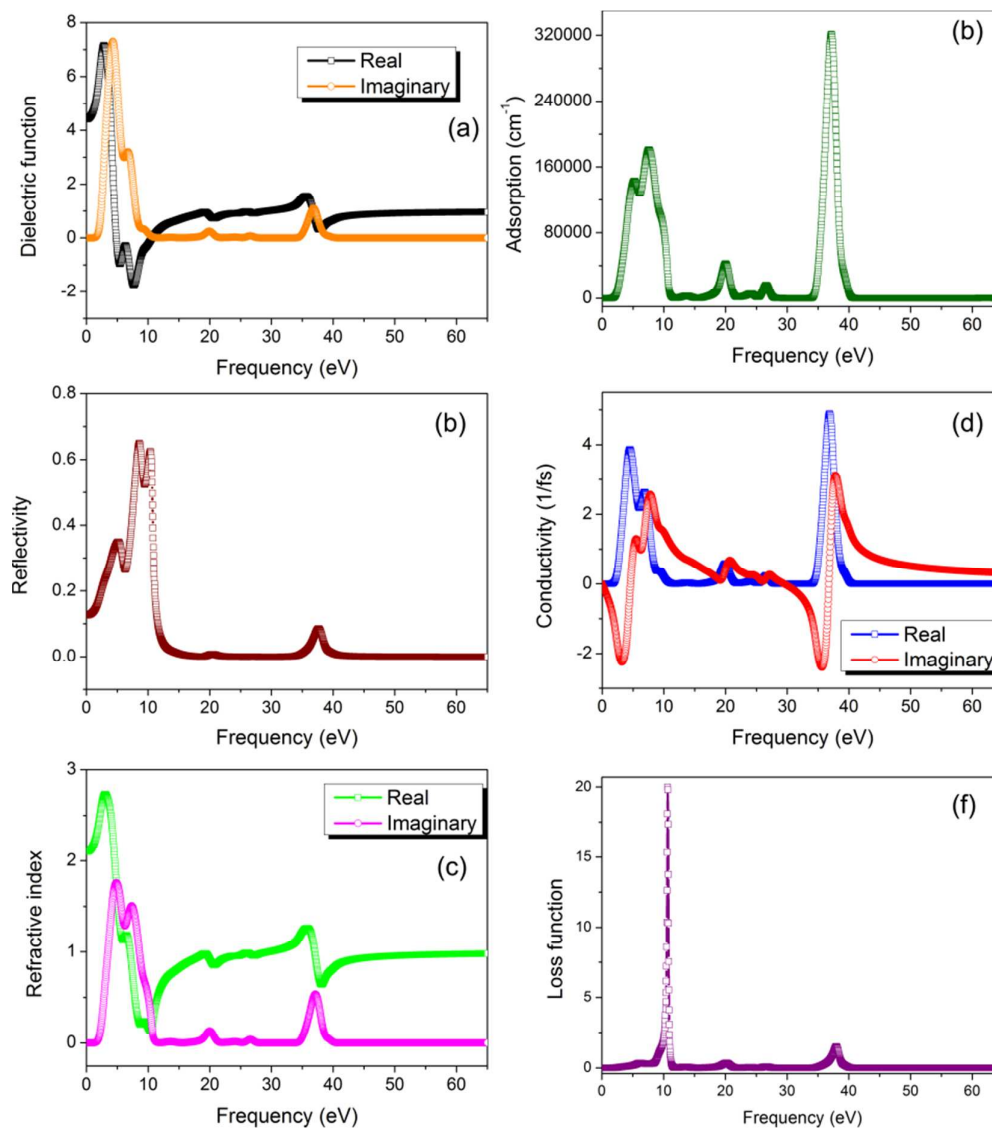 8
6
4
2
0
-2
Dielectric function
Real
Imaginary
(a)
0 10 20 30 40 50 60
Frequency (eV)
320000
240000
160000
80000
0
Adsorption (cm-1)
(b)
0 10 20 30 40 50 60
Frequency (eV)
0.8
0.6
0.4
0.2
0.0
Reflectivity
(b)
0 10 20 30 40 50 60
Frequency (eV)
4
2
0
-2
Conductivity (1/fs)
(d)
Real
Imaginary
0 10 20 30 40 50 60
Frequency (eV)
3
2
1
0
Refractive index
Real
Imaginary
(c)
0 10 20 30 40 50 60
Frequency (eV)
20
15
10
5
0
Loss function
(f)
0 10 20 30 40 50 60
Frequency (eV)